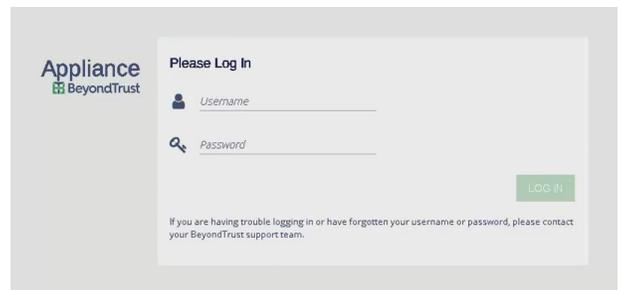 Appliance
BeyondTrust
Please Log In
Username
Password
LOG IN
If you are having trouble logging in or have forgotten your username or password, please contact
your BeyondTrust support team.